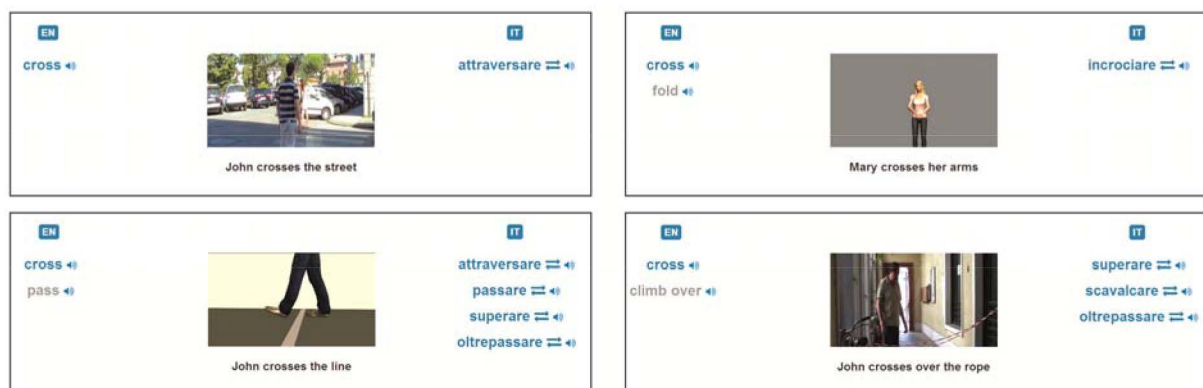 EN IT
cross attraversare
John crosses the street
EN IT
cross incrociare
fold
Mary crosses her arms
EN IT
cross attraversare
pass passare
superare
oltrepassare
John crosses the line
EN IT
cross superare
climb over scavalcare
oltrepassare
John crosses over the rope